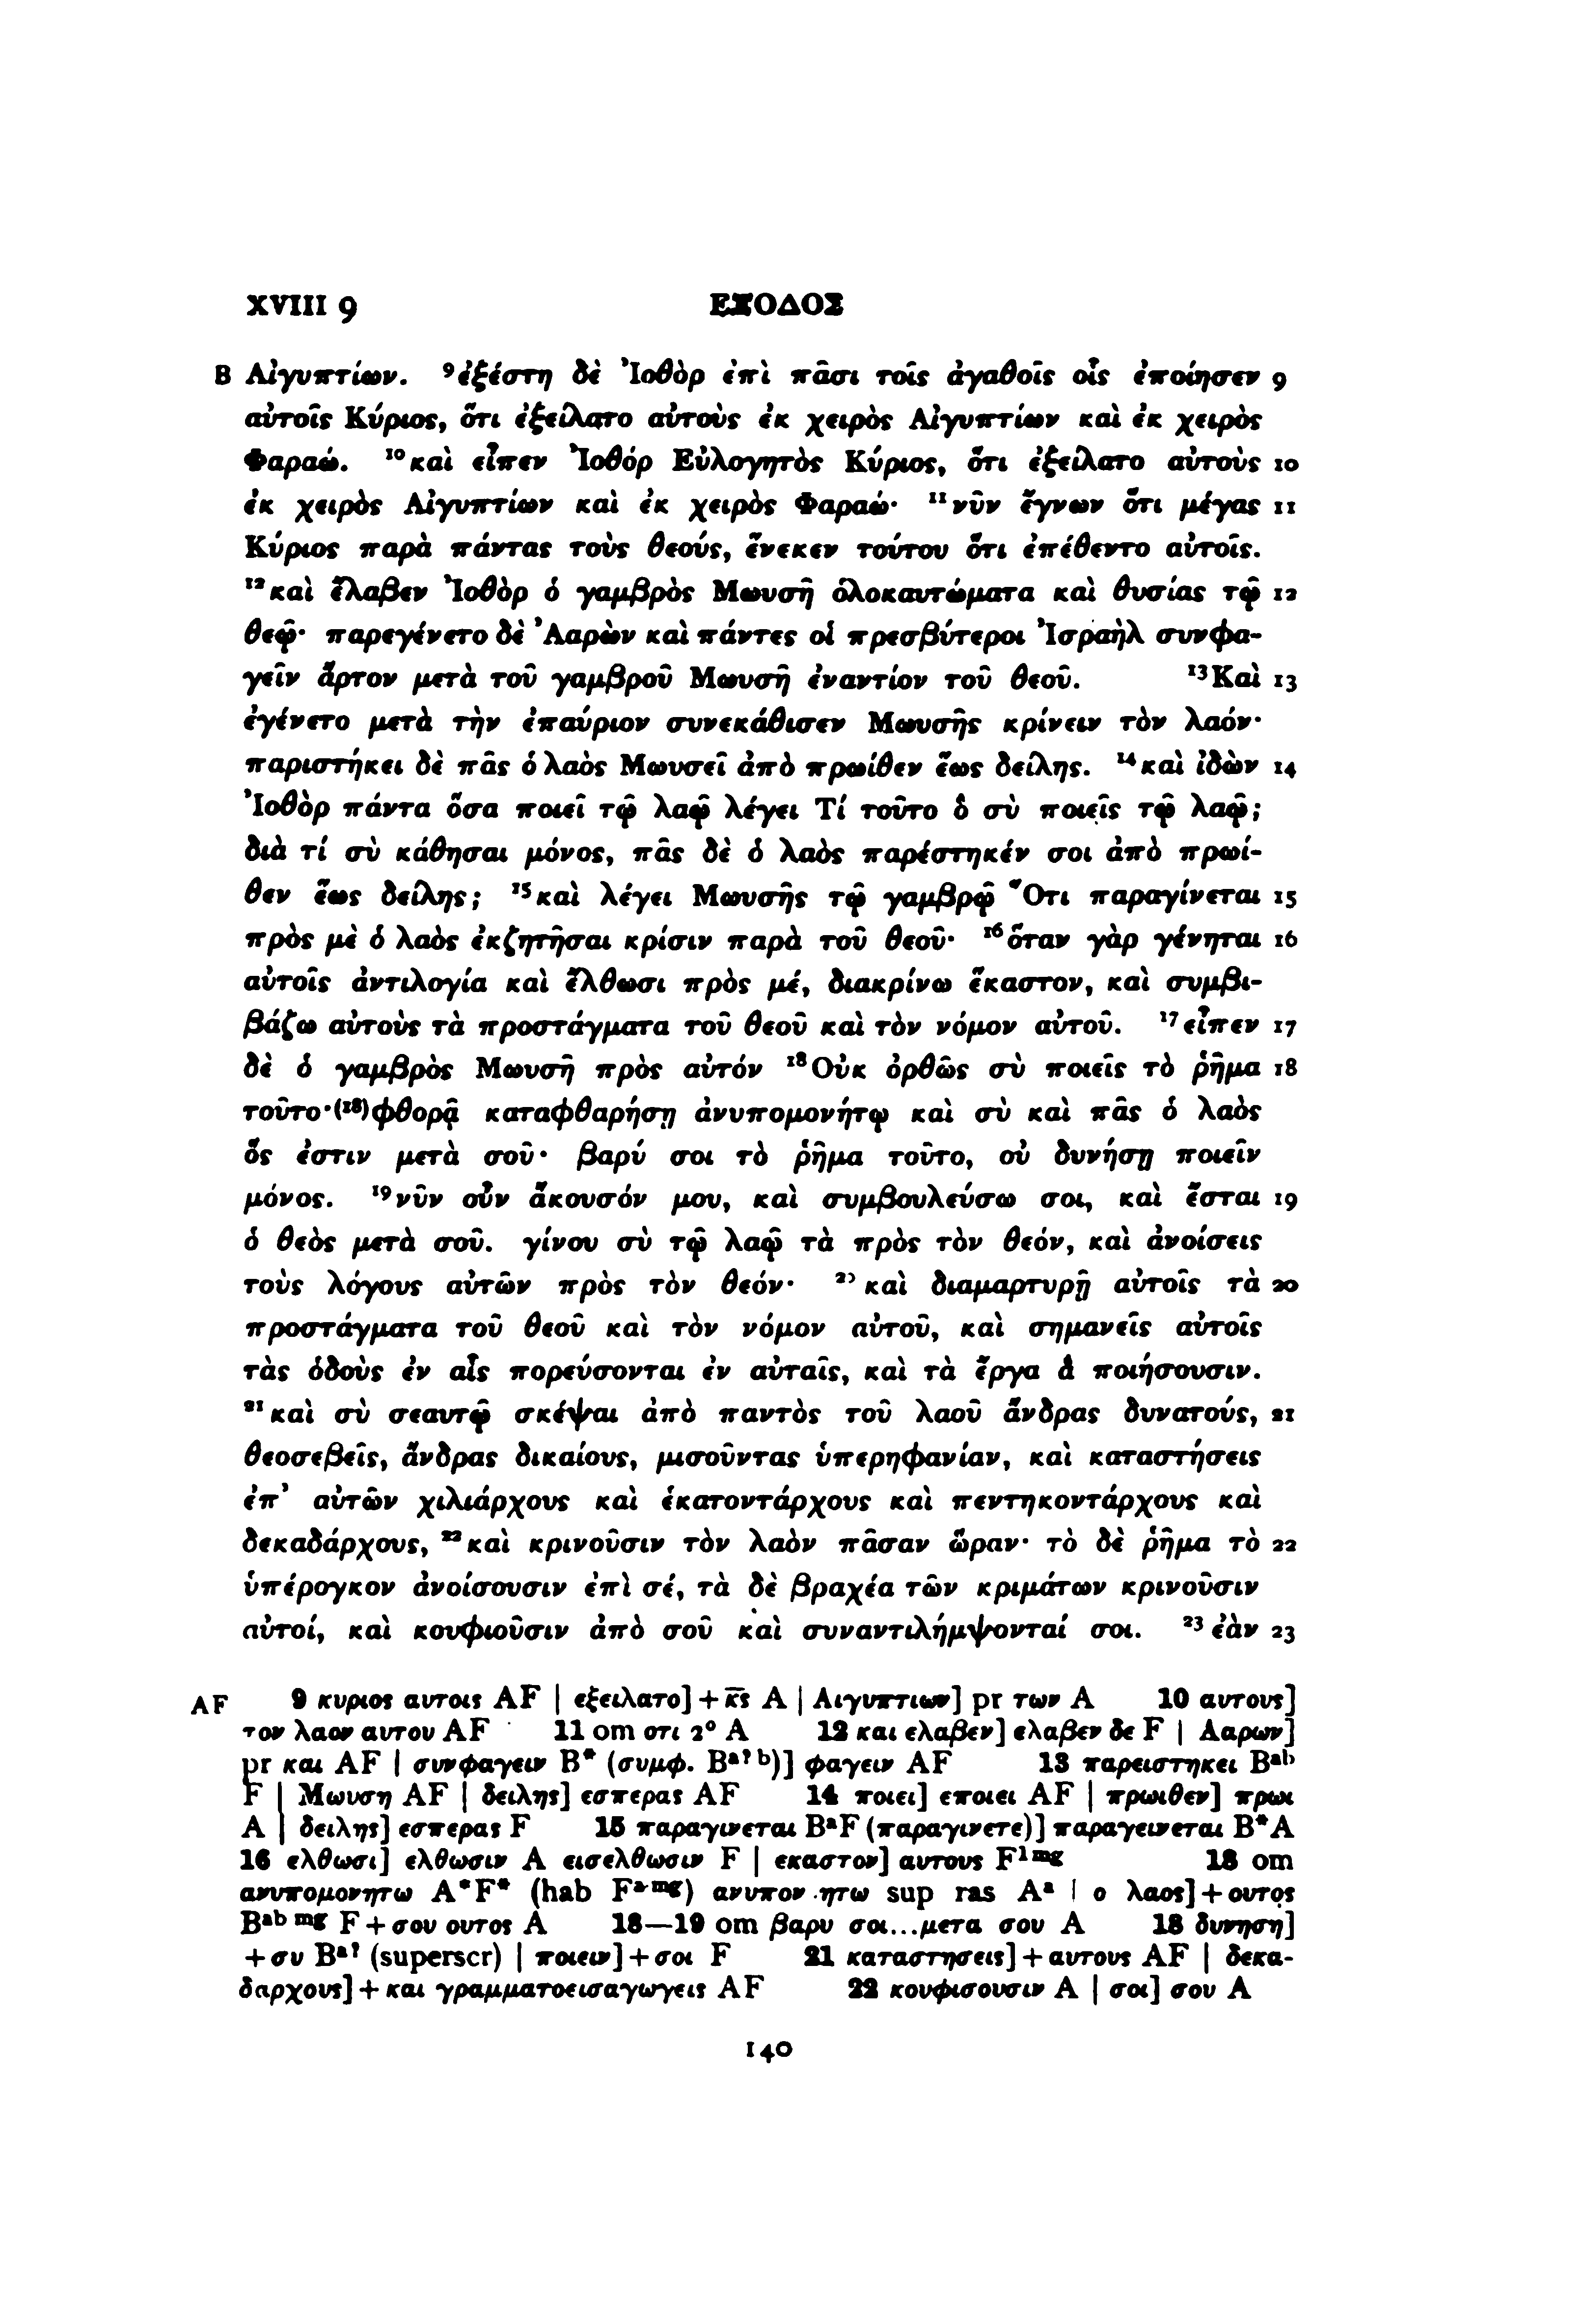 XVIII 9 ΕΞΟΔΟΣ
B Αἰγυπτίων. ⁹ἐξέστη δὲ Ἰοθὸρ ἐπὶ πᾶσι τοῖς ἀγαθοῖς οἷς ἐποίησεν 9
αὐτοῖς Κύριος, ὅτι ἐξείλατο αὐτοὺς ἐκ χειρὸς Αἰγυπτίων καὶ ἐκ χειρὸς
Φαραώ. ¹⁰καὶ εἶπεν Ἰοθόρ Εὐλογητὸς Κύριος, ὅτι ἐξείλατο αὐτοὺς 10
ἐκ χειρὸς Αἰγυπτίων καὶ ἐκ χειρὸς Φαραώ· ¹¹νῦν ἔγνων ὅτι μέγας 11
Κύριος παρὰ πάντας τοὺς θεούς, ἕνεκεν τούτου ὅτι ἐπέθεντο αὐτοῖς.
¹²καὶ ἔλαβεν Ἰοθὸρ ὁ γαμβρὸς Μωυσῆ ὁλοκαυτώματα καὶ θυσίας τῷ 12
θεῷ· παρεγένετο δὲ Ἀαρὼν καὶ πάντες οἱ πρεσβύτεροι Ἰσραὴλ συνφα-
γεῖν ἄρτον μετὰ τοῦ γαμβροῦ Μωυσῆ ἐναντίον τοῦ θεοῦ. ¹³Καὶ 13
ἐγένετο μετὰ τὴν ἐπαύριον συνεκάθισεν Μωυσῆς κρίνειν τὸν λαόν·
παριστήκει δὲ πᾶς ὁ λαὸς Μωυσεῖ ἀπὸ πρωίθεν ἕως δείλης. ¹⁴καὶ ἰδὼν 14
Ἰοθὸρ πάντα ὅσα ποιεῖ τῷ λαῷ λέγει Τί τοῦτο ὃ σὺ ποιεῖς τῷ λαῷ;
διὰ τί σὺ κάθησαι μόνος, πᾶς δὲ ὁ λαὸς παρέστηκέν σοι ἀπὸ πρωί-
θεν ἕως δείλης; ¹⁵καὶ λέγει Μωυσῆς τῷ γαμβρῷ Ὅτι παραγίνεται 15
πρὸς μὲ ὁ λαὸς ἐκζητῆσαι κρίσιν παρὰ τοῦ θεοῦ· ¹⁶ὅταν γὰρ γένηται 16
αὐτοῖς ἀντιλογία καὶ ἔλθωσι πρὸς μέ, διακρίνω ἕκαστον, καὶ συμβι-
βάζω αὐτοὺς τὰ προστάγματα τοῦ θεοῦ καὶ τὸν νόμον αὐτοῦ. ¹⁷εἶπεν 17
δὲ ὁ γαμβρὸς Μωυσῆ πρὸς αὐτόν ¹⁸Οὐκ ὀρθῶς σὺ ποιεῖς τὸ ῥῆμα 18
τοῦτο·⁽¹⁸⁾φθορᾷ καταφθαρήσῃ ἀνυπομονήτῳ καὶ σὺ καὶ πᾶς ὁ λαὸς
ὅς ἐστιν μετὰ σοῦ· βαρύ σοι τὸ ῥῆμα τοῦτο, οὐ δυνήσῃ ποιεῖν
μόνος. ¹⁹νῦν οὖν ἄκουσόν μου, καὶ συμβουλεύσω σοι, καὶ ἔσται 19
ὁ θεὸς μετὰ σοῦ. γίνου σὺ τῷ λαῷ τὰ πρὸς τὸν θεόν, καὶ ἀνοίσεις
τοὺς λόγους αὐτῶν πρὸς τὸν θεόν· ²⁰καὶ διαμαρτυρῇ αὐτοῖς τὰ 20
προστάγματα τοῦ θεοῦ καὶ τὸν νόμον αὐτοῦ, καὶ σημανεῖς αὐτοῖς
τὰς ὁδοὺς ἐν αἷς πορεύσονται ἐν αὐταῖς, καὶ τὰ ἔργα ἃ ποιήσουσιν.
²¹καὶ σὺ σεαυτῷ σκέψαι ἀπὸ παντὸς τοῦ λαοῦ ἄνδρας δυνατούς, 21
θεοσεβεῖς, ἄνδρας δικαίους, μισοῦντας ὑπερηφανίαν, καὶ καταστήσεις
ἐπ᾽ αὐτῶν χιλιάρχους καὶ ἑκατοντάρχους καὶ πεντηκοντάρχους καὶ
δεκαδάρχους, ²²καὶ κρινοῦσιν τὸν λαὸν πᾶσαν ὥραν· τὸ δὲ ῥῆμα τὸ 22
ὑπέρογκον ἀνοίσουσιν ἐπὶ σέ, τὰ δὲ βραχέα τῶν κριμάτων κρινοῦσιν
αὐτοί, καὶ κουφιοῦσιν ἀπὸ σοῦ καὶ συναντιλήμψονταί σοι. ²³ἐὰν 23
AF 9 κυριος αυτοις AF | εξειλατο] + κ̅ς̅ A | Αιγυπτιων] pr των A 10 αυτους]
τον λαον αυτου AF 11 om οτι 2° A 12 και ελαβεν] ελαβεν δε F | Ααρων]
pr και AF | συνφαγειν B* (συμφ. Bᵃ?ᵇ)] φαγειν AF 13 παρειστηκει Bᵃᵇ
F | Μωυση AF | δειλης] εσπερας AF 14 ποιει] εποιει AF | πρωιθεν] πρωι
A | δειλης] εσπερας F 15 παραγινεται BᵃF (παραγινετε)] παραγεινεται B*A
16 ελθωσι] ελθωσιν A εισελθωσιν F | εκαστον] αυτους F¹ᵐᵍ 18 om
ανυπομονητω A*F* (hab Fᵃ·ᵐᵍ) ανυπον.ητω sup ras Aᵃ | ο λαος] + ουτος
Bᵃᵇ ᵐᵍ F + σου ουτος A 18—19 om βαρυ σοι...μετα σου A 18 δυνηση]
+ συ Bᵃ? (superscr) | ποιειν] + σοι F 21 καταστησεις] + αυτους AF | δεκα-
δαρχους] + και γραμματοεισαγωγεις AF 22 κουφισουσιν A | σοι] σου A
140